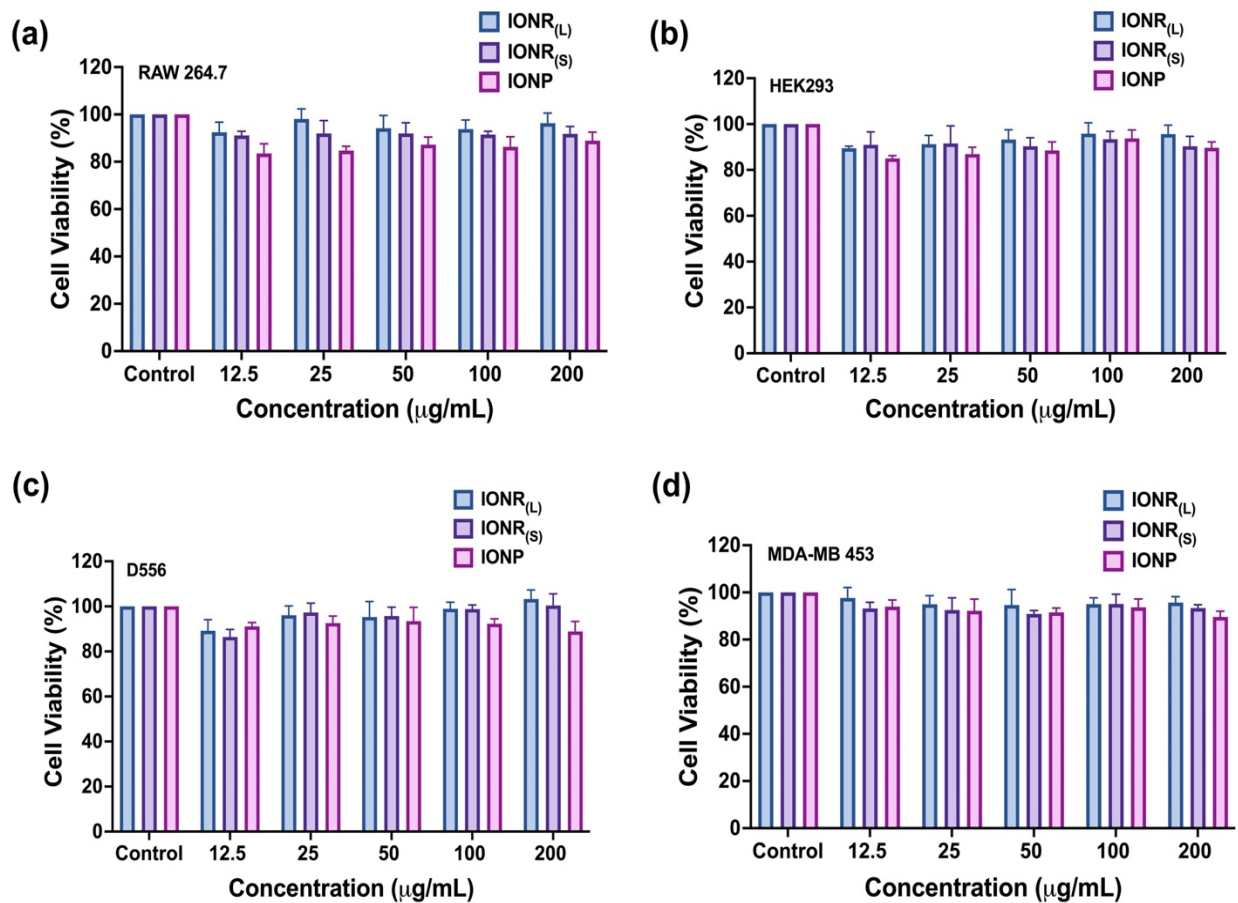 (a)
IONR(L)
IONR(S)
IONP
RAW 264.7
120
100
80
60
40
20
0
Cell Viability (%)
Control 12.5 25 50 100 200
Concentration (μg/mL)
(b)
IONR(L)
IONR(S)
IONP
HEK293
120
100
80
60
40
20
0
Cell Viability (%)
Control 12.5 25 50 100 200
Concentration (μg/mL)
(c)
IONR(L)
IONR(S)
IONP
D556
120
100
80
60
40
20
0
Cell Viability (%)
Control 12.5 25 50 100 200
Concentration (μg/mL)
(d)
IONR(L)
IONR(S)
IONP
MDA-MB 453
120
100
80
60
40
20
0
Cell Viability (%)
Control 12.5 25 50 100 200
Concentration (μg/mL)